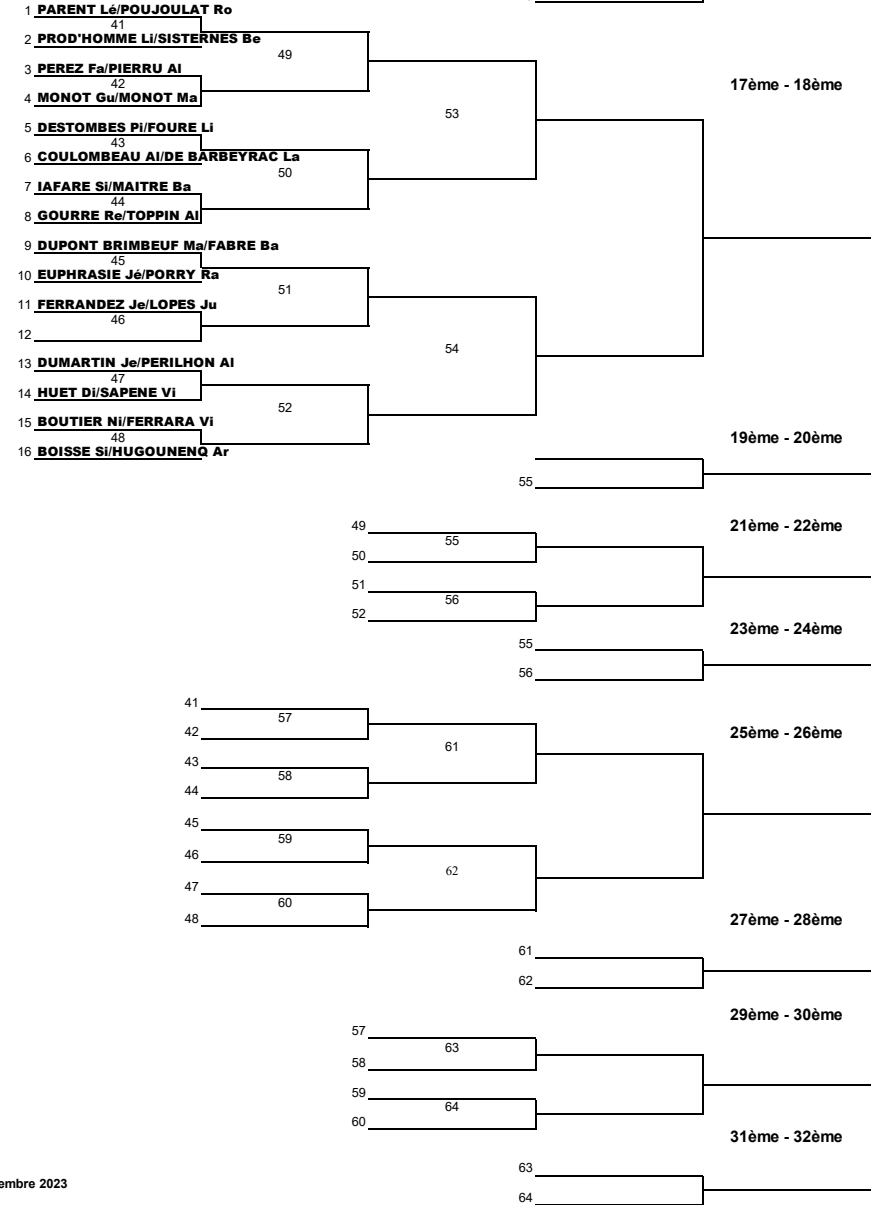 1 PARENT Lé/POUJOULAT Ro
41
2 PROD'HOMME Li/SISTERNES Be
49
3 PEREZ Fa/PIERRU Al
17ème - 18ème
42
4 MONOT Gu/MONOT Ma
53
5 DESTOMBES Pi/FOURE Li
43
6 COULOMBEAU Al/DE BARBEYRAC La
50
7 IAFARE Si/MAITRE Ba
44
8 GOURRE Re/TOPPIN Al
9 DUPONT BRIMBEUF Ma/FABRE Ba
45
10 EUPHRASIE Jé/PORRY Ra
51
11 FERRANDEZ Je/LOPES Ju
46
12
54
13 DUMARTIN Je/PERILHON Al
47
14 HUET Di/SAPENE Vi
52
15 BOUTIER Ni/FERRARA Vi
48
19ème - 20ème
16 BOISSE Si/HUGOUNENQ Ar
55
49
21ème - 22ème
55
50
51
56
52
23ème - 24ème
55
56
41
57
42
25ème - 26ème
61
43
58
44
45
59
46
62
47
60
48
27ème - 28ème
61
62
29ème - 30ème
57
63
58
59
64
60
31ème - 32ème
63
embre 2023
64